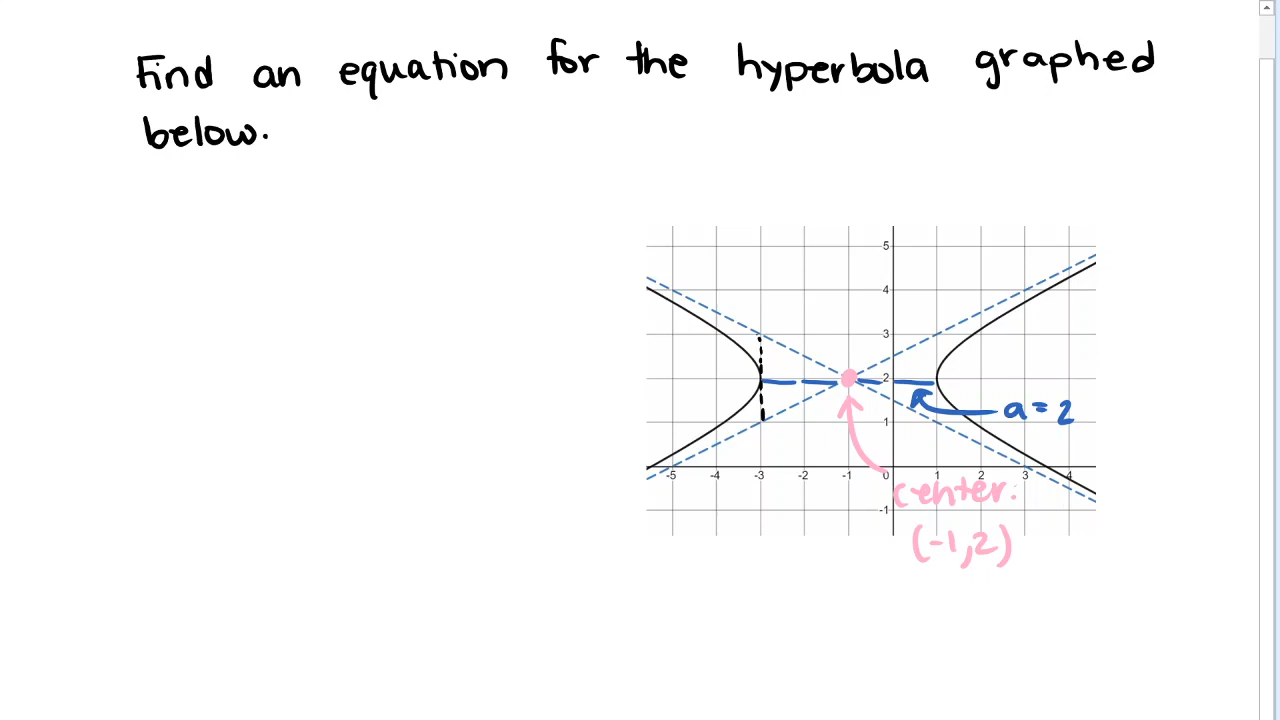 Find an equation for the hyperbola graphed
below.
5
4
3
2
a = 2
1
-5 -4 -3 -2 -1 0 1 2 3 4
center:
-1
(-1,2)